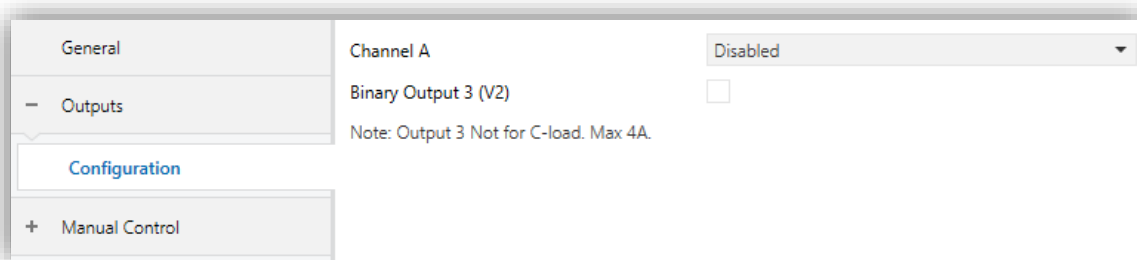 General
Outputs
Configuration
Manual Control
Channel A Disabled
Binary Output 3 (V2)
Note: Output 3 Not for C-load. Max 4A.